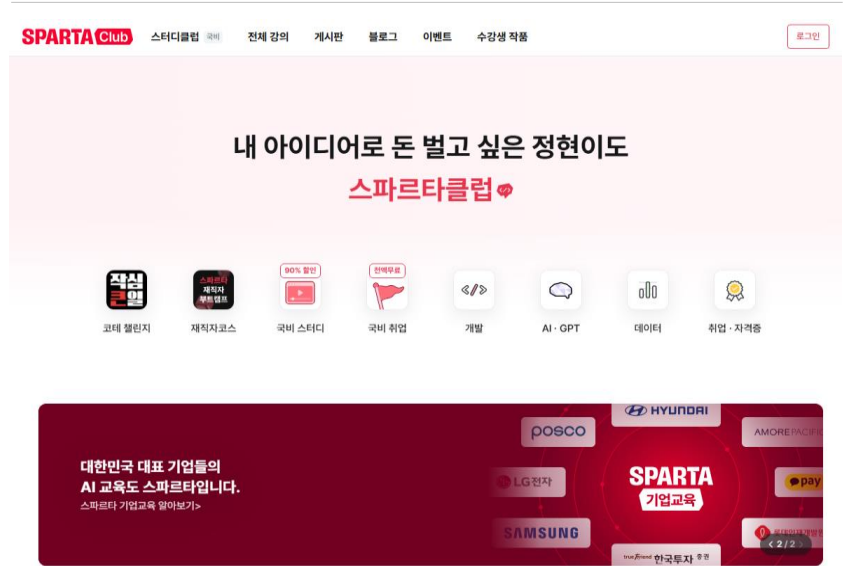 SPARTA Club 스터디클럽 국비 전체 강의 게시판 블로그 이벤트 수강생 작품 로그인
내 아이디어로 돈 벌고 싶은 정현이도
스파르타클럽
작심큰일
스파르타 재직자 부트캠프
90% 할인
전액무료
코테 챌린지 재직자코스 국비 스터디 국비 취업 개발 AI · GPT 데이터 취업 · 자격증
대한민국 대표 기업들의
AI 교육도 스파르타입니다.
스파르타 기업교육 알아보기>
HYUNDAI
posco
AMOREPACIFIC
LG전자
SPARTA
기업교육
pay
SAMSUNG
true friend 한국투자 증권
< 2 / 2 >